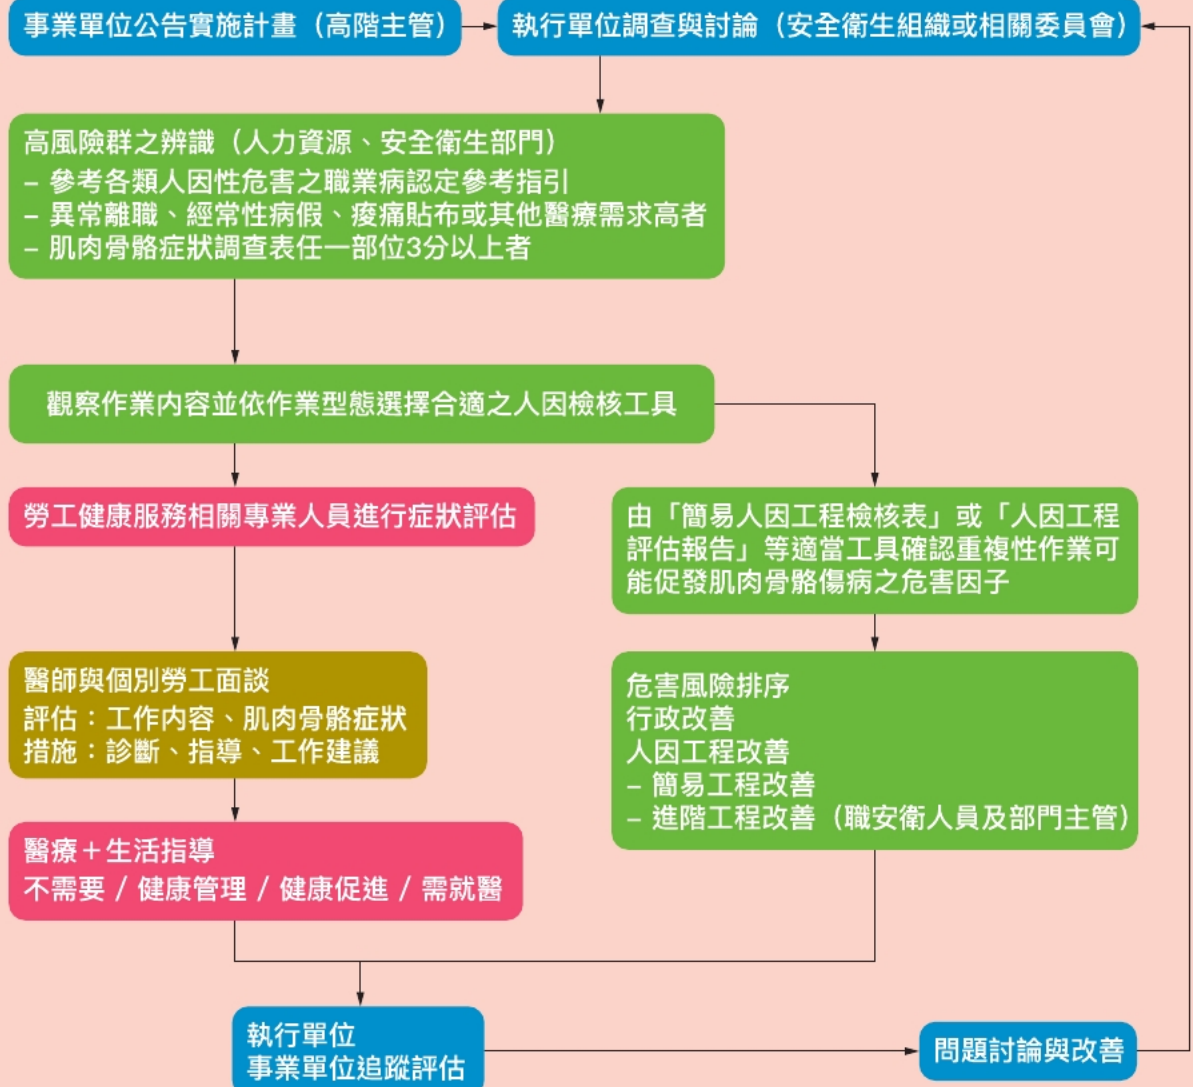 事業單位公告實施計畫（高階主管）
執行單位調查與討論（安全衛生組織或相關委員會）
高風險群之辨識（人力資源、安全衛生部門）
– 參考各類人因性危害之職業病認定參考指引
– 異常離職、經常性病假、痠痛貼布或其他醫療需求高者
– 肌肉骨骼症狀調查表任一部位3分以上者
觀察作業內容並依作業型態選擇合適之人因檢核工具
勞工健康服務相關專業人員進行症狀評估
由「簡易人因工程檢核表」或「人因工程
評估報告」等適當工具確認重複性作業可
能促發肌肉骨骼傷病之危害因子
醫師與個別勞工面談
評估：工作內容、肌肉骨骼症狀
措施：診斷、指導、工作建議
危害風險排序
行政改善
人因工程改善
– 簡易工程改善
– 進階工程改善（職安衛人員及部門主管）
醫療＋生活指導
不需要 / 健康管理 / 健康促進 / 需就醫
執行單位
事業單位追蹤評估
問題討論與改善